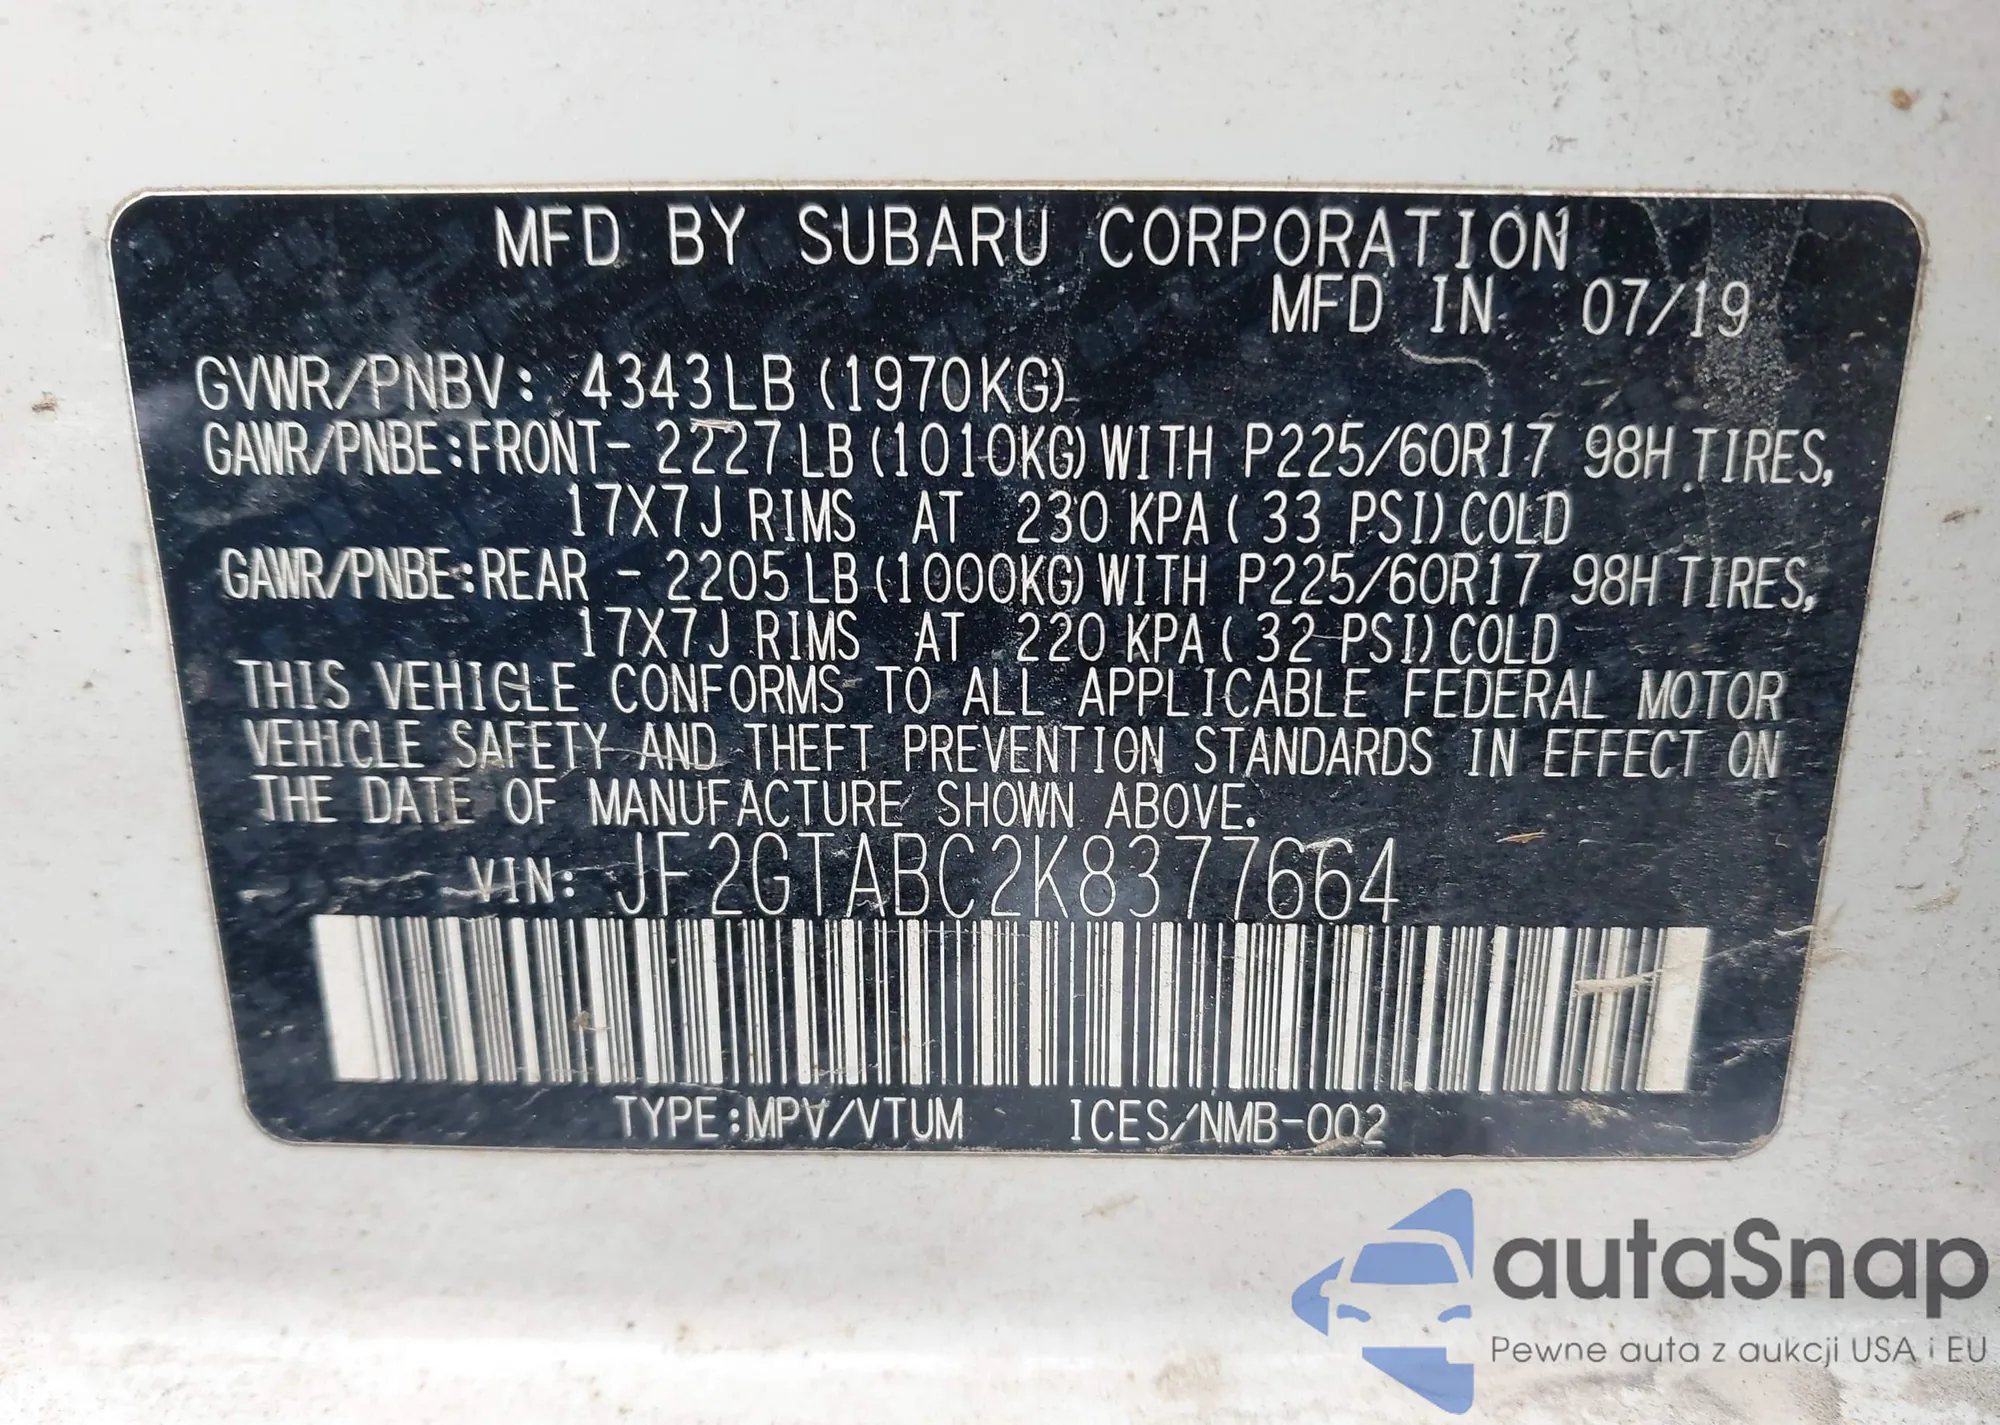 MFD BY SUBARU CORPORATION
MFD IN 07/19
GVWR/PNBV: 4343LB (1970KG)
GAWR/PNBE:FRONT- 2227LB (1010KG) WITH P225/60R17 98H TIRES,
17X7J RIMS AT 230 KPA ( 33 PSI) COLD
GAWR/PNBE:REAR - 2205LB (1000KG) WITH P225/60R17 98H TIRES,
17X7J RIMS AT 220 KPA ( 32 PSI) COLD
THIS VEHICLE CONFORMS TO ALL APPLICABLE FEDERAL MOTOR
VEHICLE SAFETY AND THEFT PREVENTION STANDARDS IN EFFECT ON
THE DATE OF MANUFACTURE SHOWN ABOVE.
VIN: JF2GTABC2K8377664
TYPE:MPV/VTUM ICES/NMB-002
autaSnap
Pewne auta z aukcji USA i EU